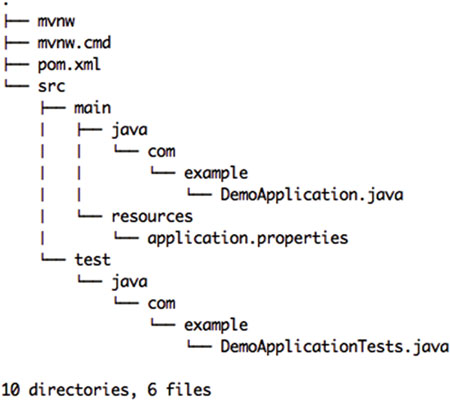 .
├── mvnw
├── mvnw.cmd
├── pom.xml
└── src
    ├── main
    │   ├── java
    │   │   └── com
    │   │       └── example
    │   │           └── DemoApplication.java
    │   └── resources
    │       └── application.properties
    └── test
        └── java
            └── com
                └── example
                    └── DemoApplicationTests.java

10 directories, 6 files